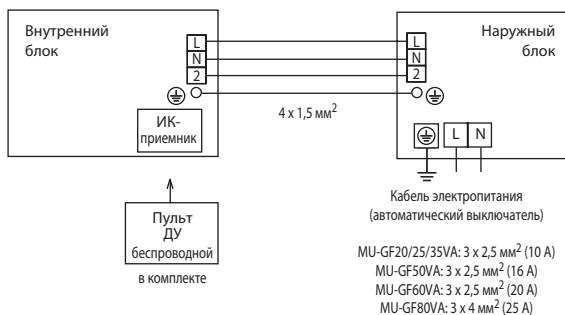 Внутренний
блок
L
N
2
ИК-
приемник
Пульт
ДУ
беспроводной
в комплекте
4 x 1,5 мм²
Наружный
блок
L
N
2
L N
Кабель электропитания
(автоматический выключатель)
MU-GF20/25/35VA: 3 x 2,5 мм² (10 А)
MU-GF50VA: 3 x 2,5 мм² (16 А)
MU-GF60VA: 3 x 2,5 мм² (20 А)
MU-GF80VA: 3 x 4 мм² (25 А)